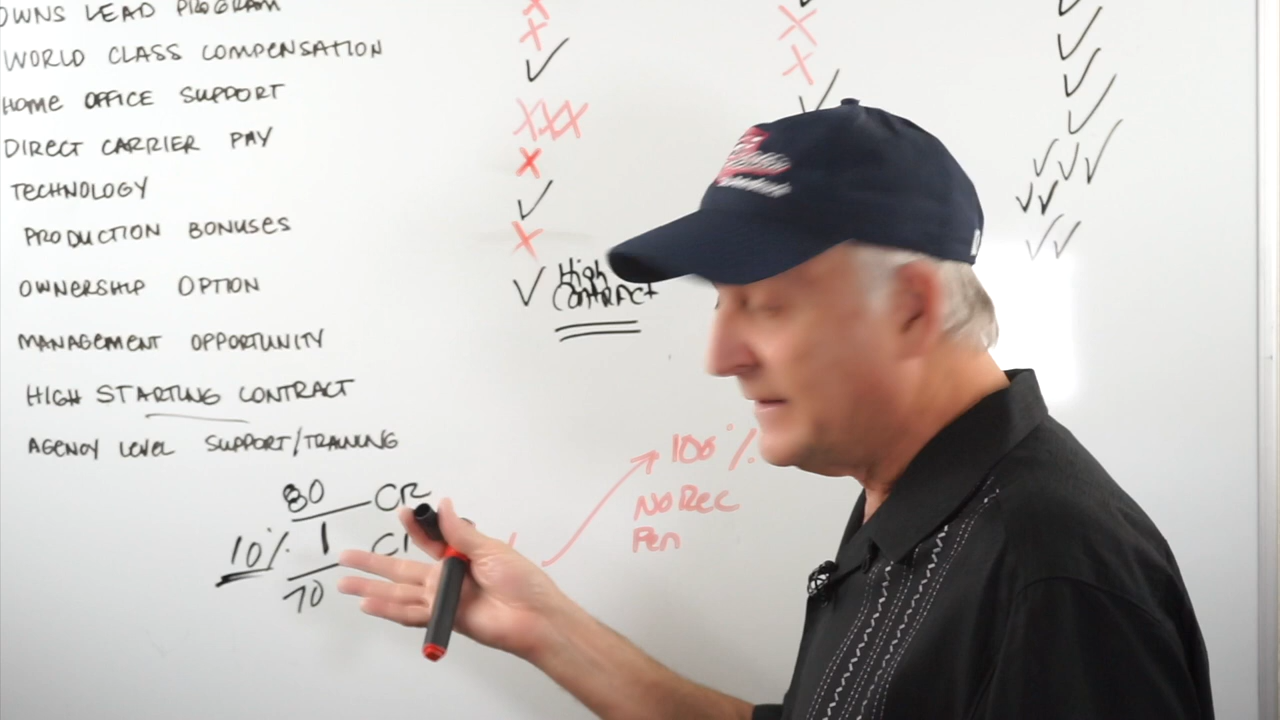 OWNS LEAD PROGRAM
WORLD CLASS COMPENSATION
HOME OFFICE SUPPORT
DIRECT CARRIER PAY
TECHNOLOGY
PRODUCTION BONUSES
OWNERSHIP OPTION
High
CONTRACT
MANAGEMENT OPPORTUNITY
HIGH STARTING CONTRACT
AGENCY LEVEL SUPPORT/TRAINING
80 CR
10% 1
70
100%
No Rec
Pen